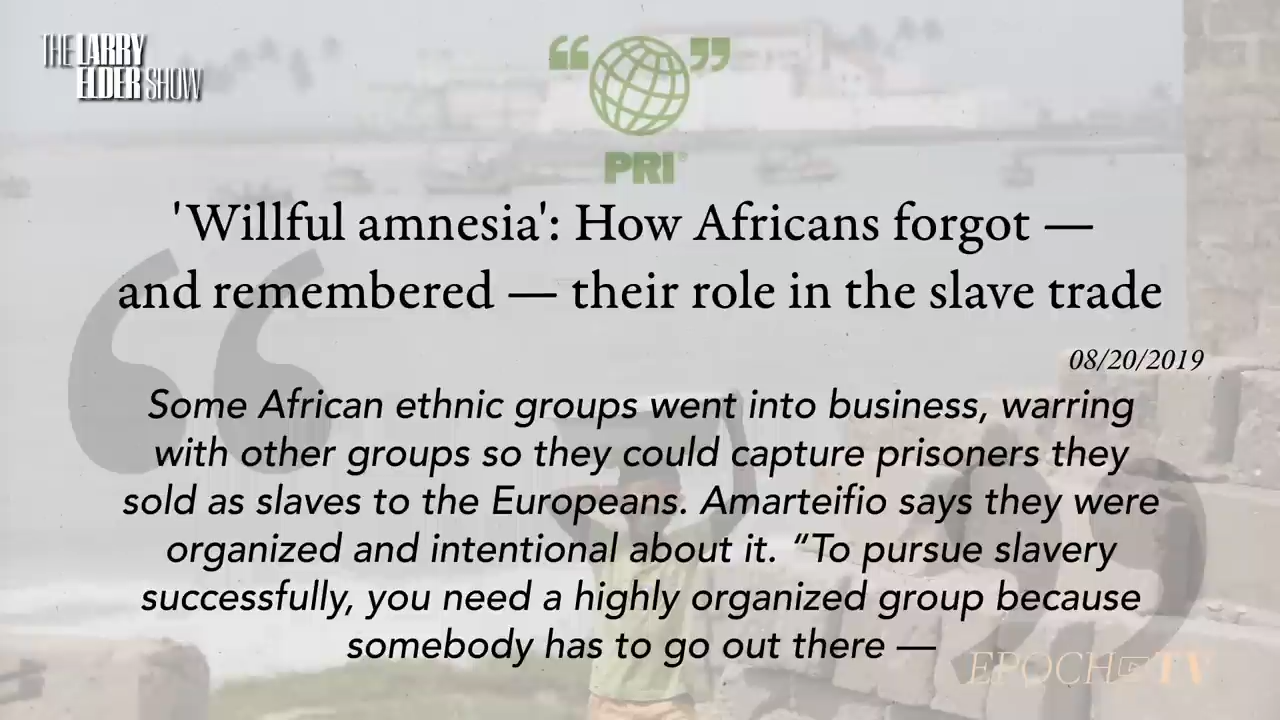 THE LARRY
ELDER SHOW
“ ”
PRI®
'Willful amnesia': How Africans forgot —
and remembered — their role in the slave trade
08/20/2019
Some African ethnic groups went into business, warring
with other groups so they could capture prisoners they
sold as slaves to the Europeans. Amarteifio says they were
organized and intentional about it. “To pursue slavery
successfully, you need a highly organized group because
somebody has to go out there —
EPOCH TV